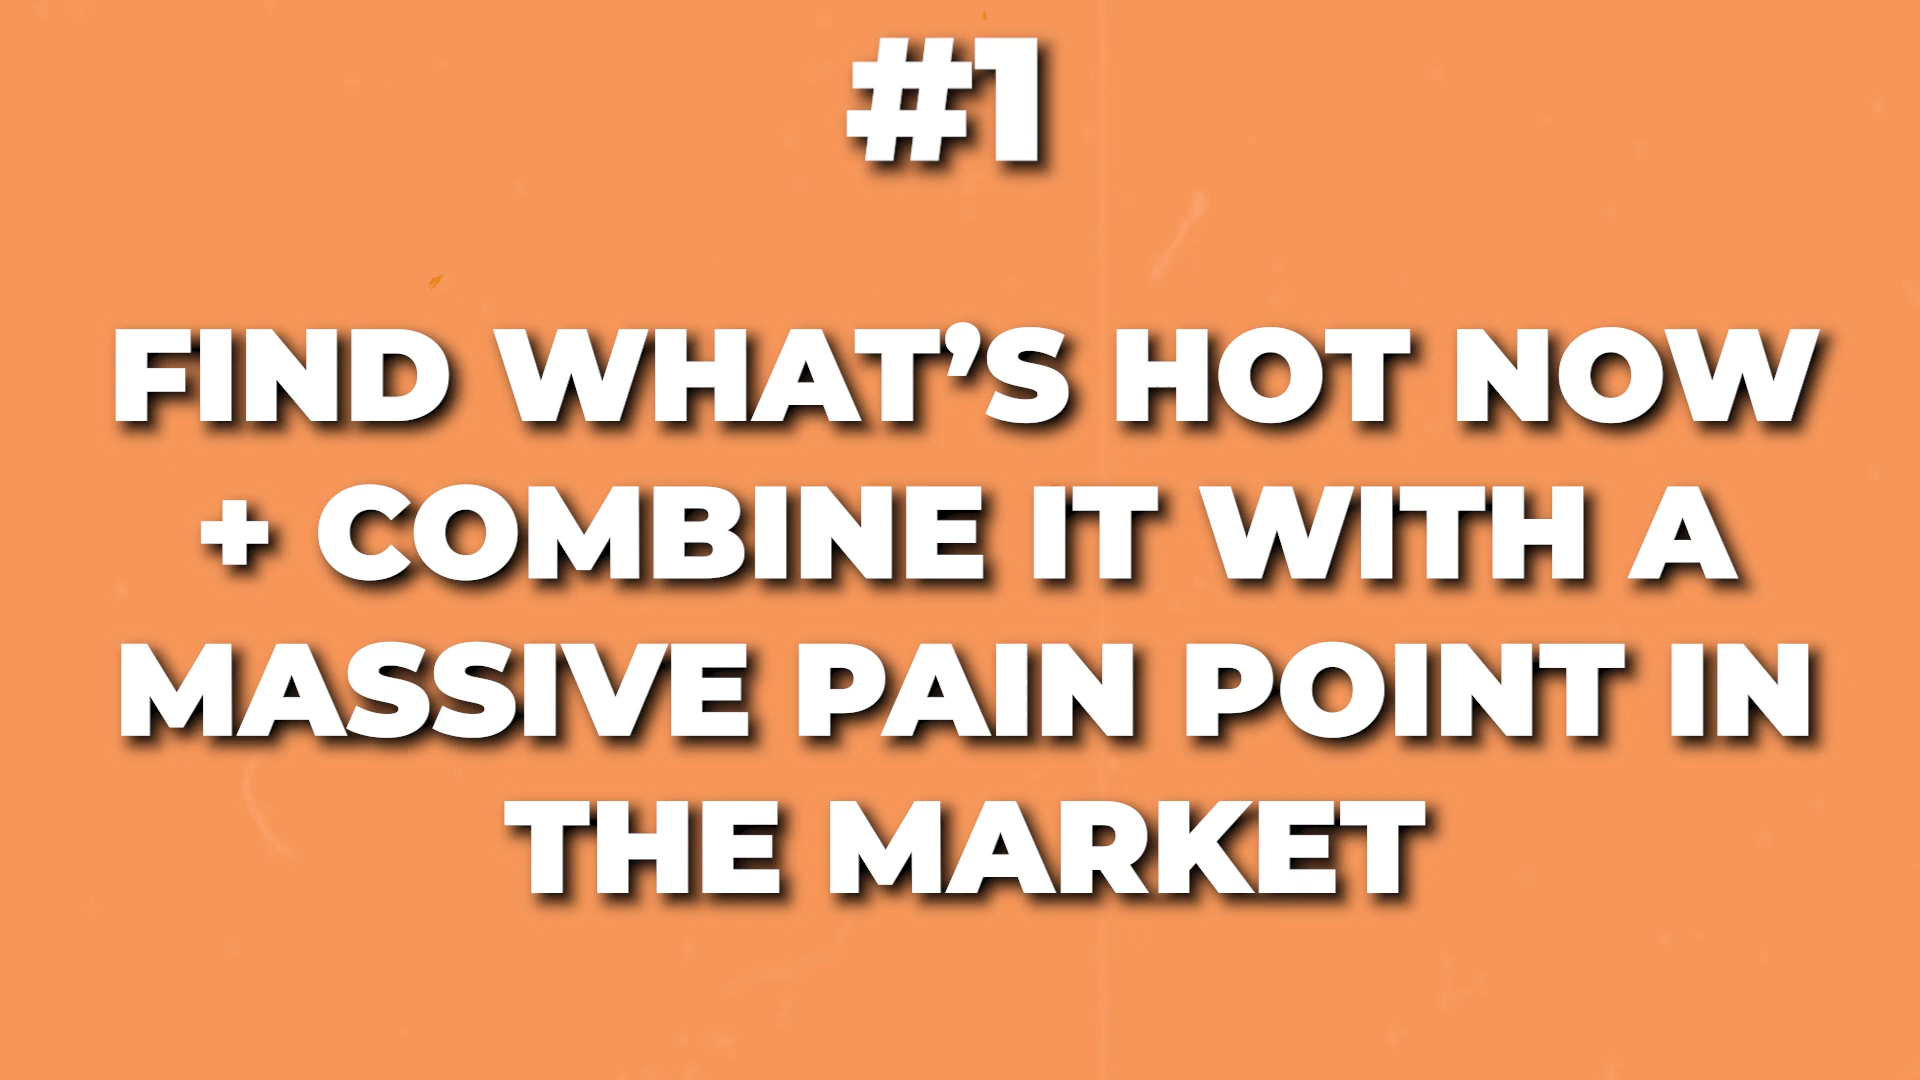 #1
FIND WHAT’S HOT NOW
+ COMBINE IT WITH A
MASSIVE PAIN POINT IN
THE MARKET